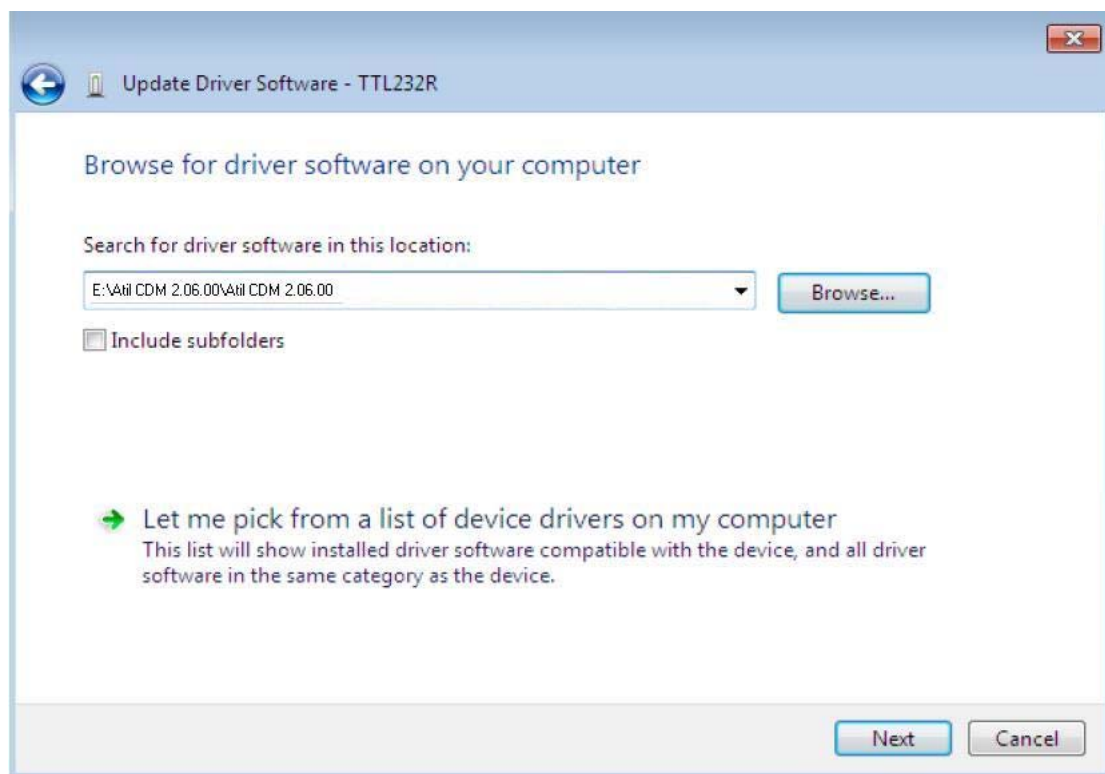 Update Driver Software - TTL232R
Browse for driver software on your computer
Search for driver software in this location:
E:\Atil CDM 2.06.00\Atil CDM 2.06.00
Browse...
Include subfolders
Let me pick from a list of device drivers on my computer
This list will show installed driver software compatible with the device, and all driver
software in the same category as the device.
Next
Cancel